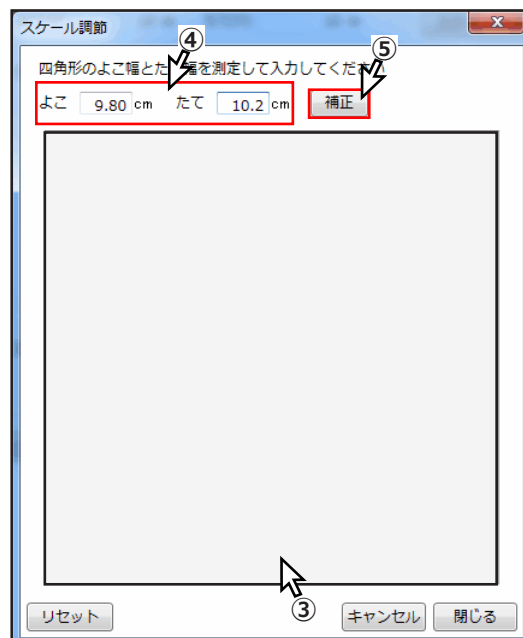 スケール調節
④
⑤
四角形のよこ幅とた 幅を測定して入力してくださ
よこ 9.80 cm たて 10.2 cm 補正
③
リセット キャンセル 閉じる